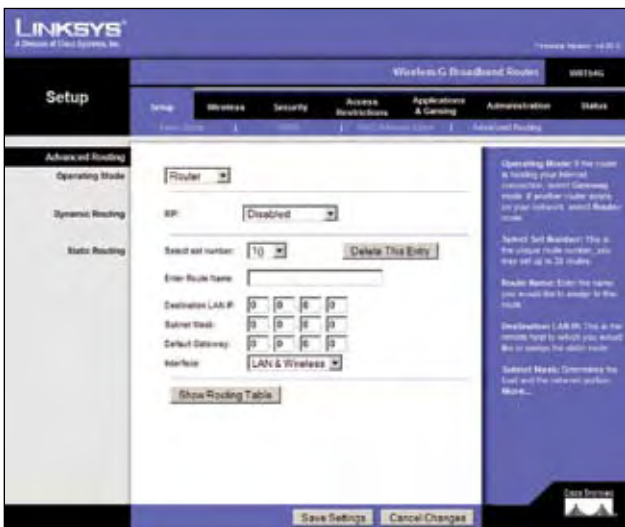 LINKSYS®
A Division of Cisco Systems, Inc.
Wireless-G Broadband Router
WRT54G
Setup
Setup
Wireless
Security
Access Restrictions
Applications & Gaming
Administration
Status
Advanced Routing
Advanced Routing
Operating Mode
Router
Dynamic Routing
RIP:
Disabled
Static Routing
Select set number:
Delete This Entry
Enter Route Name:
Destination LAN IP:
0 0 0 0
Subnet Mask:
0 0 0 0
Default Gateway:
0 0 0 0
Interface:
LAN & Wireless
Show Routing Table
Operating Mode: If the router
is hosting your Internet
connection, select Gateway
mode. If another router exists
on your network, select Router
mode.
Select Set Number: This is
the unique route number, you
may set up to 20 routes.
Route Name: Enter the name
you would like to assign to this
route.
Destination LAN IP: This is the
remote host to which you would
like to assign the static route.
Subnet Mask: Determines the
host and the network portion.
More...
Save Settings
Cancel Changes
Cisco Systems